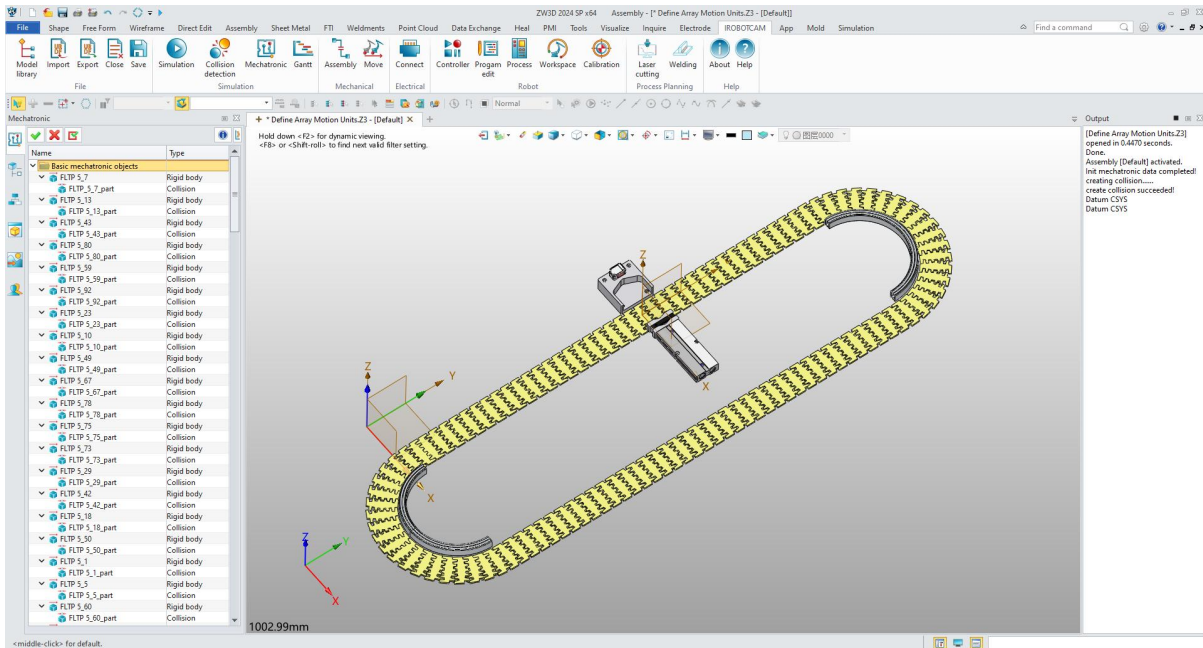 ZW3D 2024 SP x64 Assembly - [* Define Array Motion Units.Z3 - [Default]]
File Shape Free Form Wireframe Direct Edit Assembly Sheet Metal FTI Weldments Point Cloud Data Exchange Heal PMI Tools Visualize Inquire Electrode IROBOTCAM App Mold Simulation Find a command
Model library Import Export Close Save Simulation Collision detection Mechatronic Gantt Assembly Move Connect Controller Progam edit Process Workspace Calibration Laser cutting Welding About Help
File Simulation Mechanical Electrical Robot Process Planning Help
Normal
Mechatronic
+ * Define Array Motion Units.Z3 - [Default] × +
Output
Hold down <F2> for dynamic viewing.
<F8> or <Shift-roll> to find next valid filter setting.
图层0000
[Define Array Motion Units.Z3]
opened in 0.4470 seconds.
Done.
Assembly [Default] activated.
Init mechatronic data completed!
creating collision......
create collision succeeded!
Datum CSYS
Datum CSYS
Name Type
Basic mechatronic objects
FLTP 5_7 Rigid body
FLTP_5_7_part Collision
FLTP 5_13 Rigid body
FLTP 5_13_part Collision
FLTP 5_43 Rigid body
FLTP 5_43_part Collision
FLTP 5_80 Rigid body
FLTP 5_80_part Collision
FLTP 5_59 Rigid body
FLTP 5_59_part Collision
FLTP 5_92 Rigid body
FLTP 5_92_part Collision
FLTP 5_23 Rigid body
FLTP 5_23_part Collision
FLTP 5_10 Rigid body
FLTP 5_10_part Collision
FLTP 5_49 Rigid body
FLTP 5_49_part Collision
FLTP 5_67 Rigid body
FLTP 5_67_part Collision
FLTP 5_78 Rigid body
FLTP 5_78_part Collision
FLTP 5_75 Rigid body
FLTP 5_75_part Collision
FLTP 5_73 Rigid body
FLTP 5_73_part Collision
FLTP 5_29 Rigid body
FLTP 5_29_part Collision
FLTP 5_42 Rigid body
FLTP 5_42_part Collision
FLTP 5_18 Rigid body
FLTP 5_18_part Collision
FLTP 5_50 Rigid body
FLTP 5_50_part Collision
FLTP 5_1 Rigid body
FLTP 5_1_part Collision
FLTP 5_5 Rigid body
FLTP 5_5_part Collision
FLTP 5_60 Rigid body
FLTP 5_60_part Collision
Z
X
Z
Y
X
Z
Y
X
1002.99mm
<middle-click> for default.